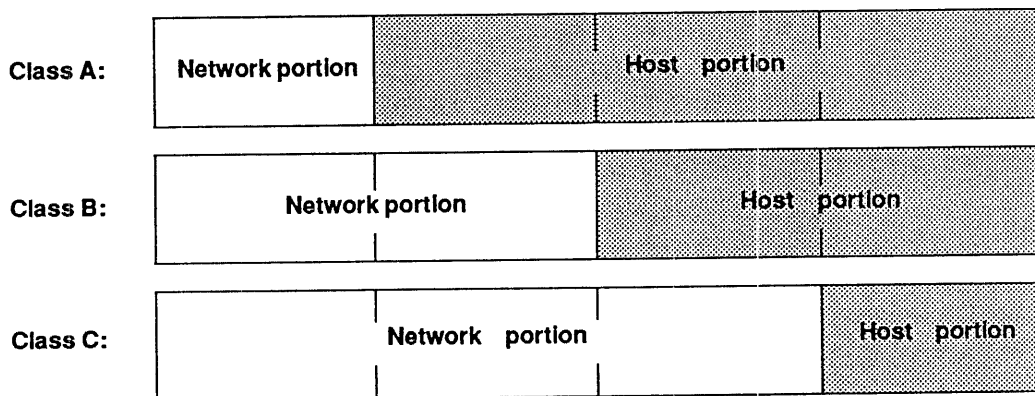 Class A: Network portion Host portion
Class B: Network portion Host portion
Class C: Network portion Host portion